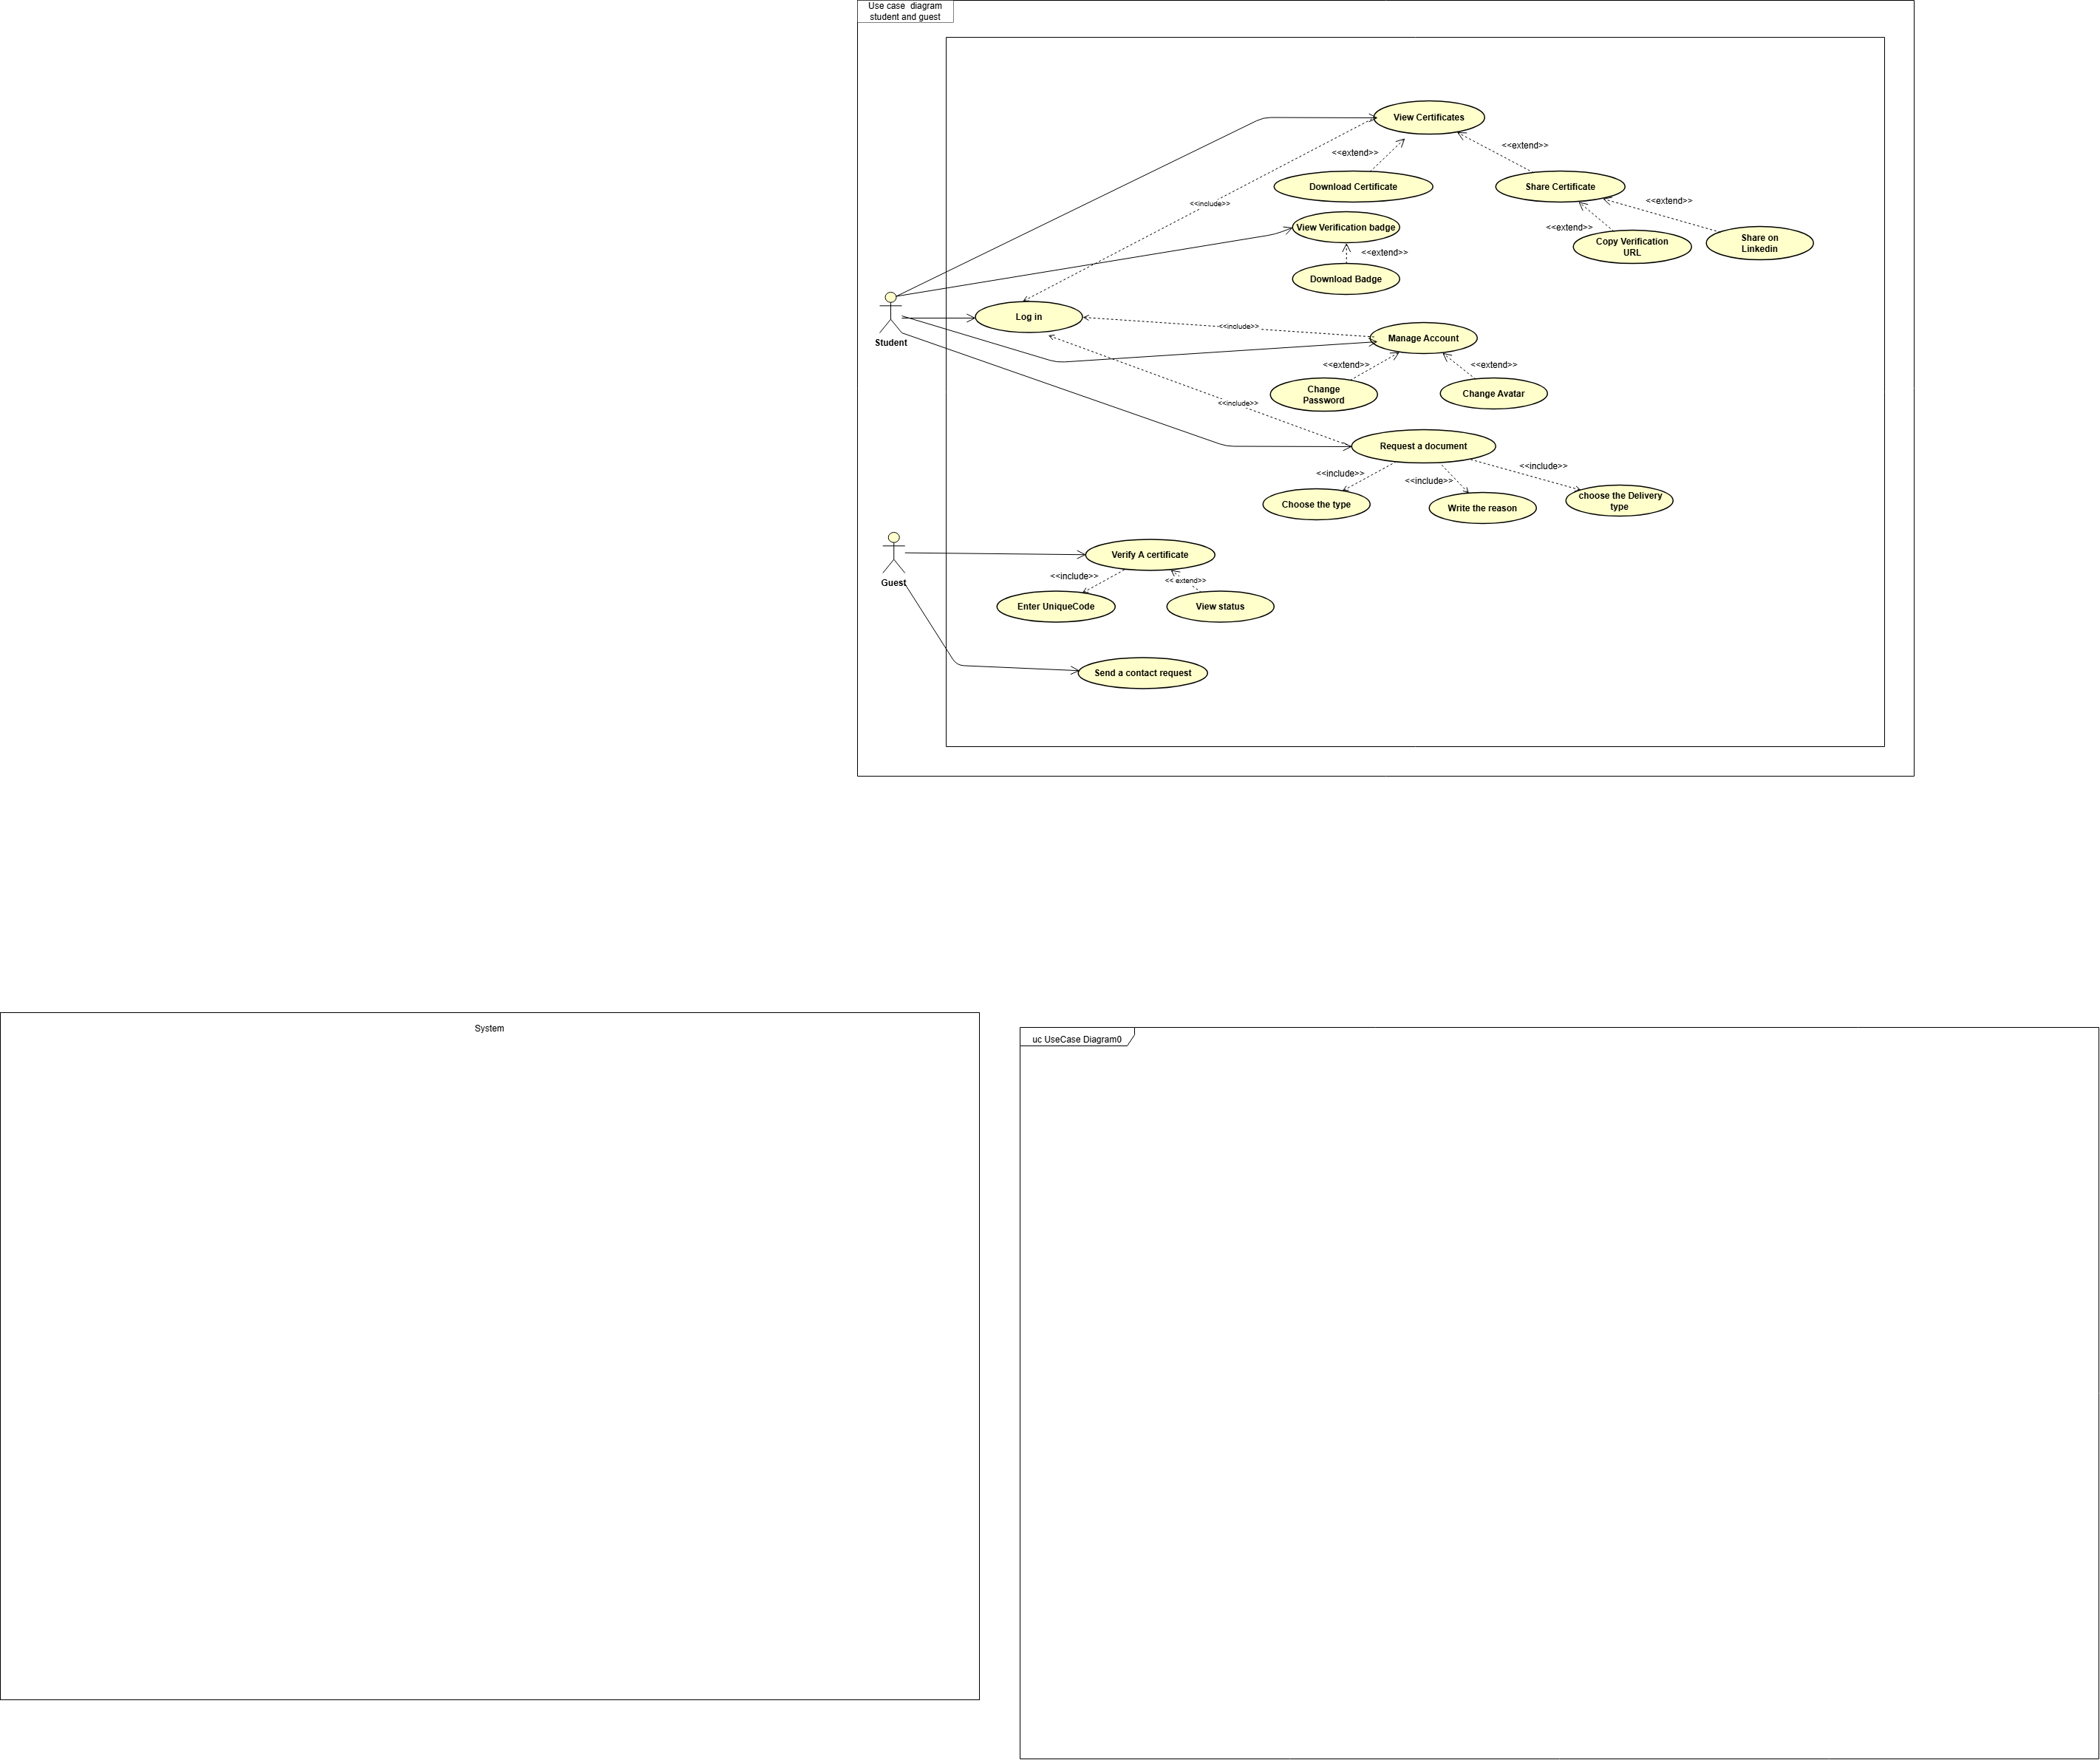 Use case  diagram
student and guest
View Certificates
<<extend>>
<<extend>>
Download Certificate
Share Certificate
<<include>>
<<extend>>
View Verification badge
<<extend>>
Copy Verification
URL
Share on
Linkedin
<<extend>>
Download Badge
Log in
Student
<<include>>
Manage Account
<<extend>>
<<extend>>
Change
Password
Change Avatar
<<include>>
Request a document
<<include>>
<<include>>
<<include>>
Choose the type
Write the reason
choose the Delivery
type
Guest
Verify A certificate
<<include>>
<< extend>>
Enter UniqueCode
View status
Send a contact request
System
uc UseCase Diagram0